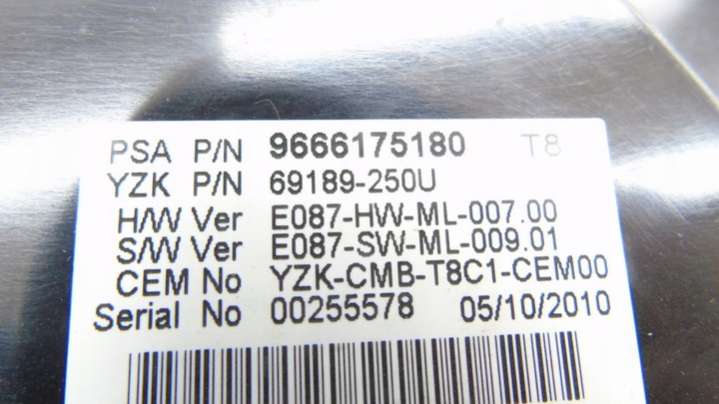 PSA P/N 9666175180 T8
YZK P/N 69189-250U
H/W Ver E087-HW-ML-007.00
S/W Ver E087-SW-ML-009.01
CEM No YZK-CMB-T8C1-CEM00
Serial No 00255578 05/10/2010